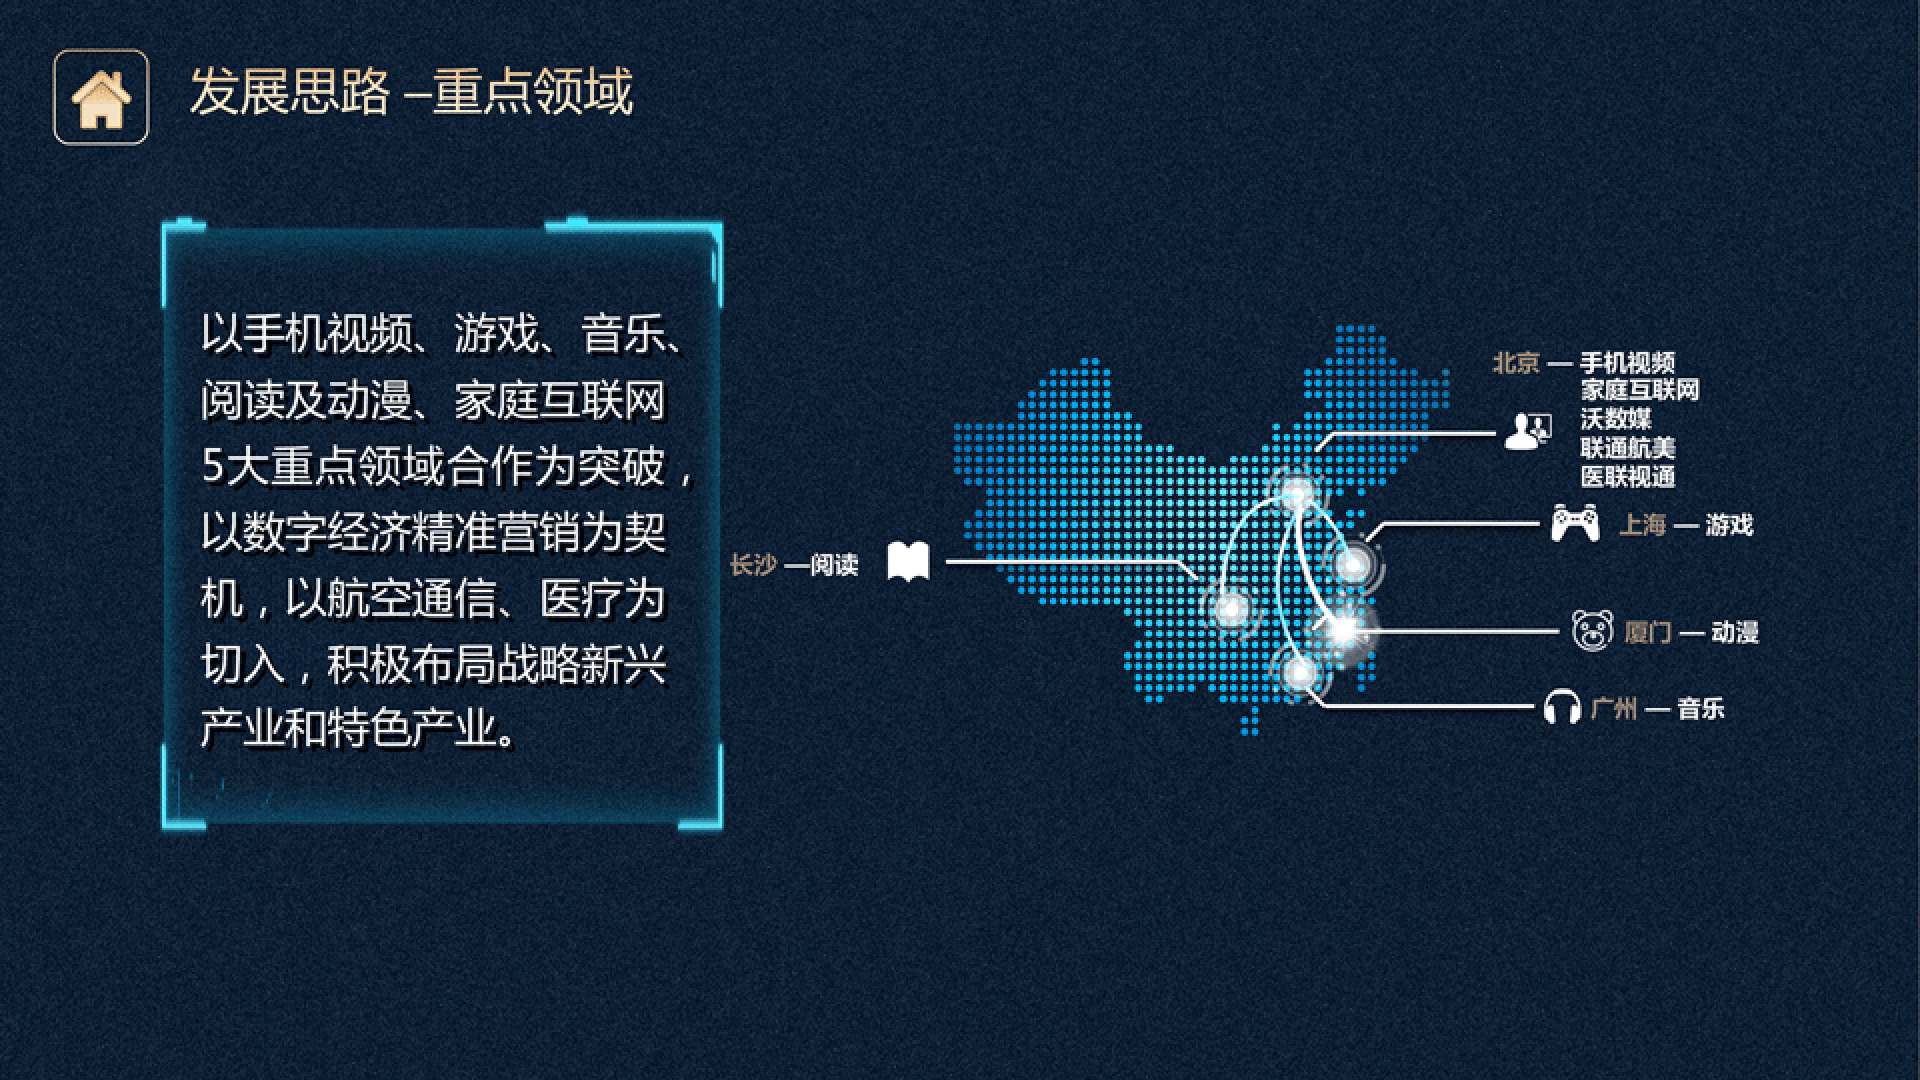 发展思路 –重点领域
以手机视频、游戏、音乐、
阅读及动漫、家庭互联网
5大重点领域合作为突破，
以数字经济精准营销为契
机，以航空通信、医疗为
切入，积极布局战略新兴
产业和特色产业。
长沙 —阅读
北京 — 手机视频
家庭互联网
沃数媒
联通航美
医联视通
上海 — 游戏
厦门 — 动漫
广州 — 音乐